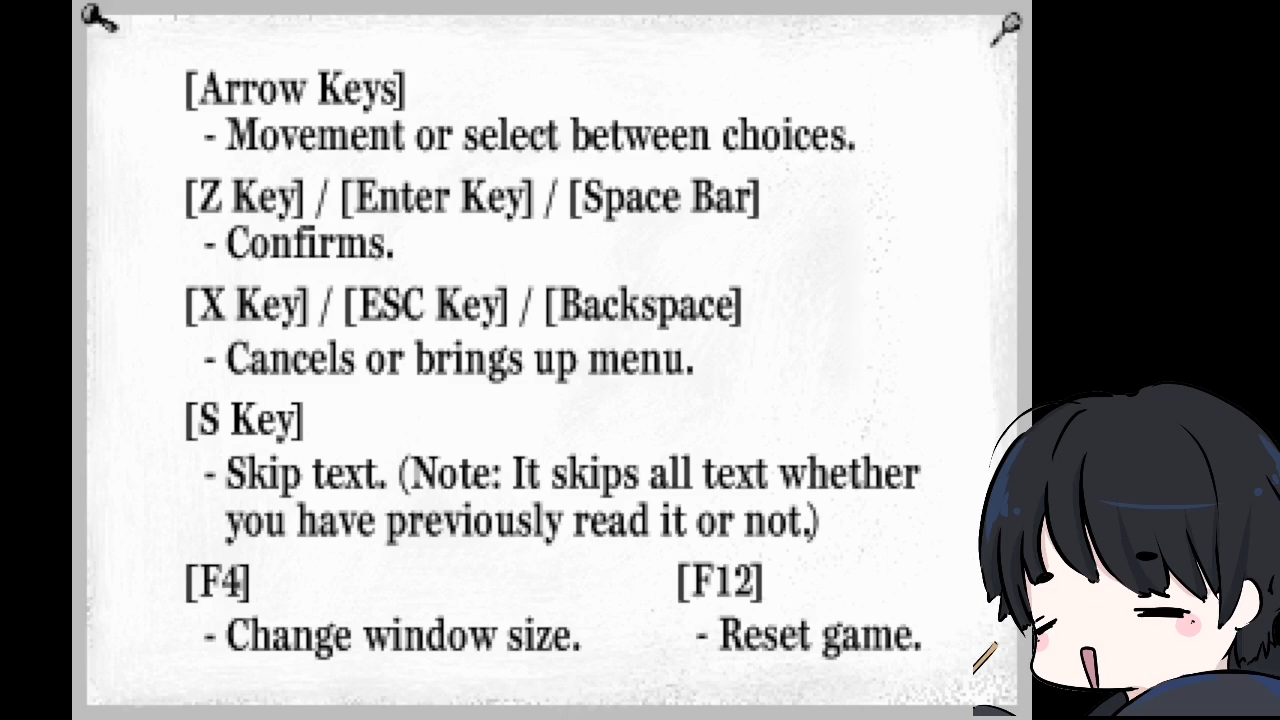 [Arrow Keys]
- Movement or select between choices.
[Z Key] / [Enter Key] / [Space Bar]
- Confirms.
[X Key] / [ESC Key] / [Backspace]
- Cancels or brings up menu.
[S Key]
- Skip text. (Note: It skips all text whether
you have previously read it or not.)
[F4] [F12]
- Change window size. - Reset game.